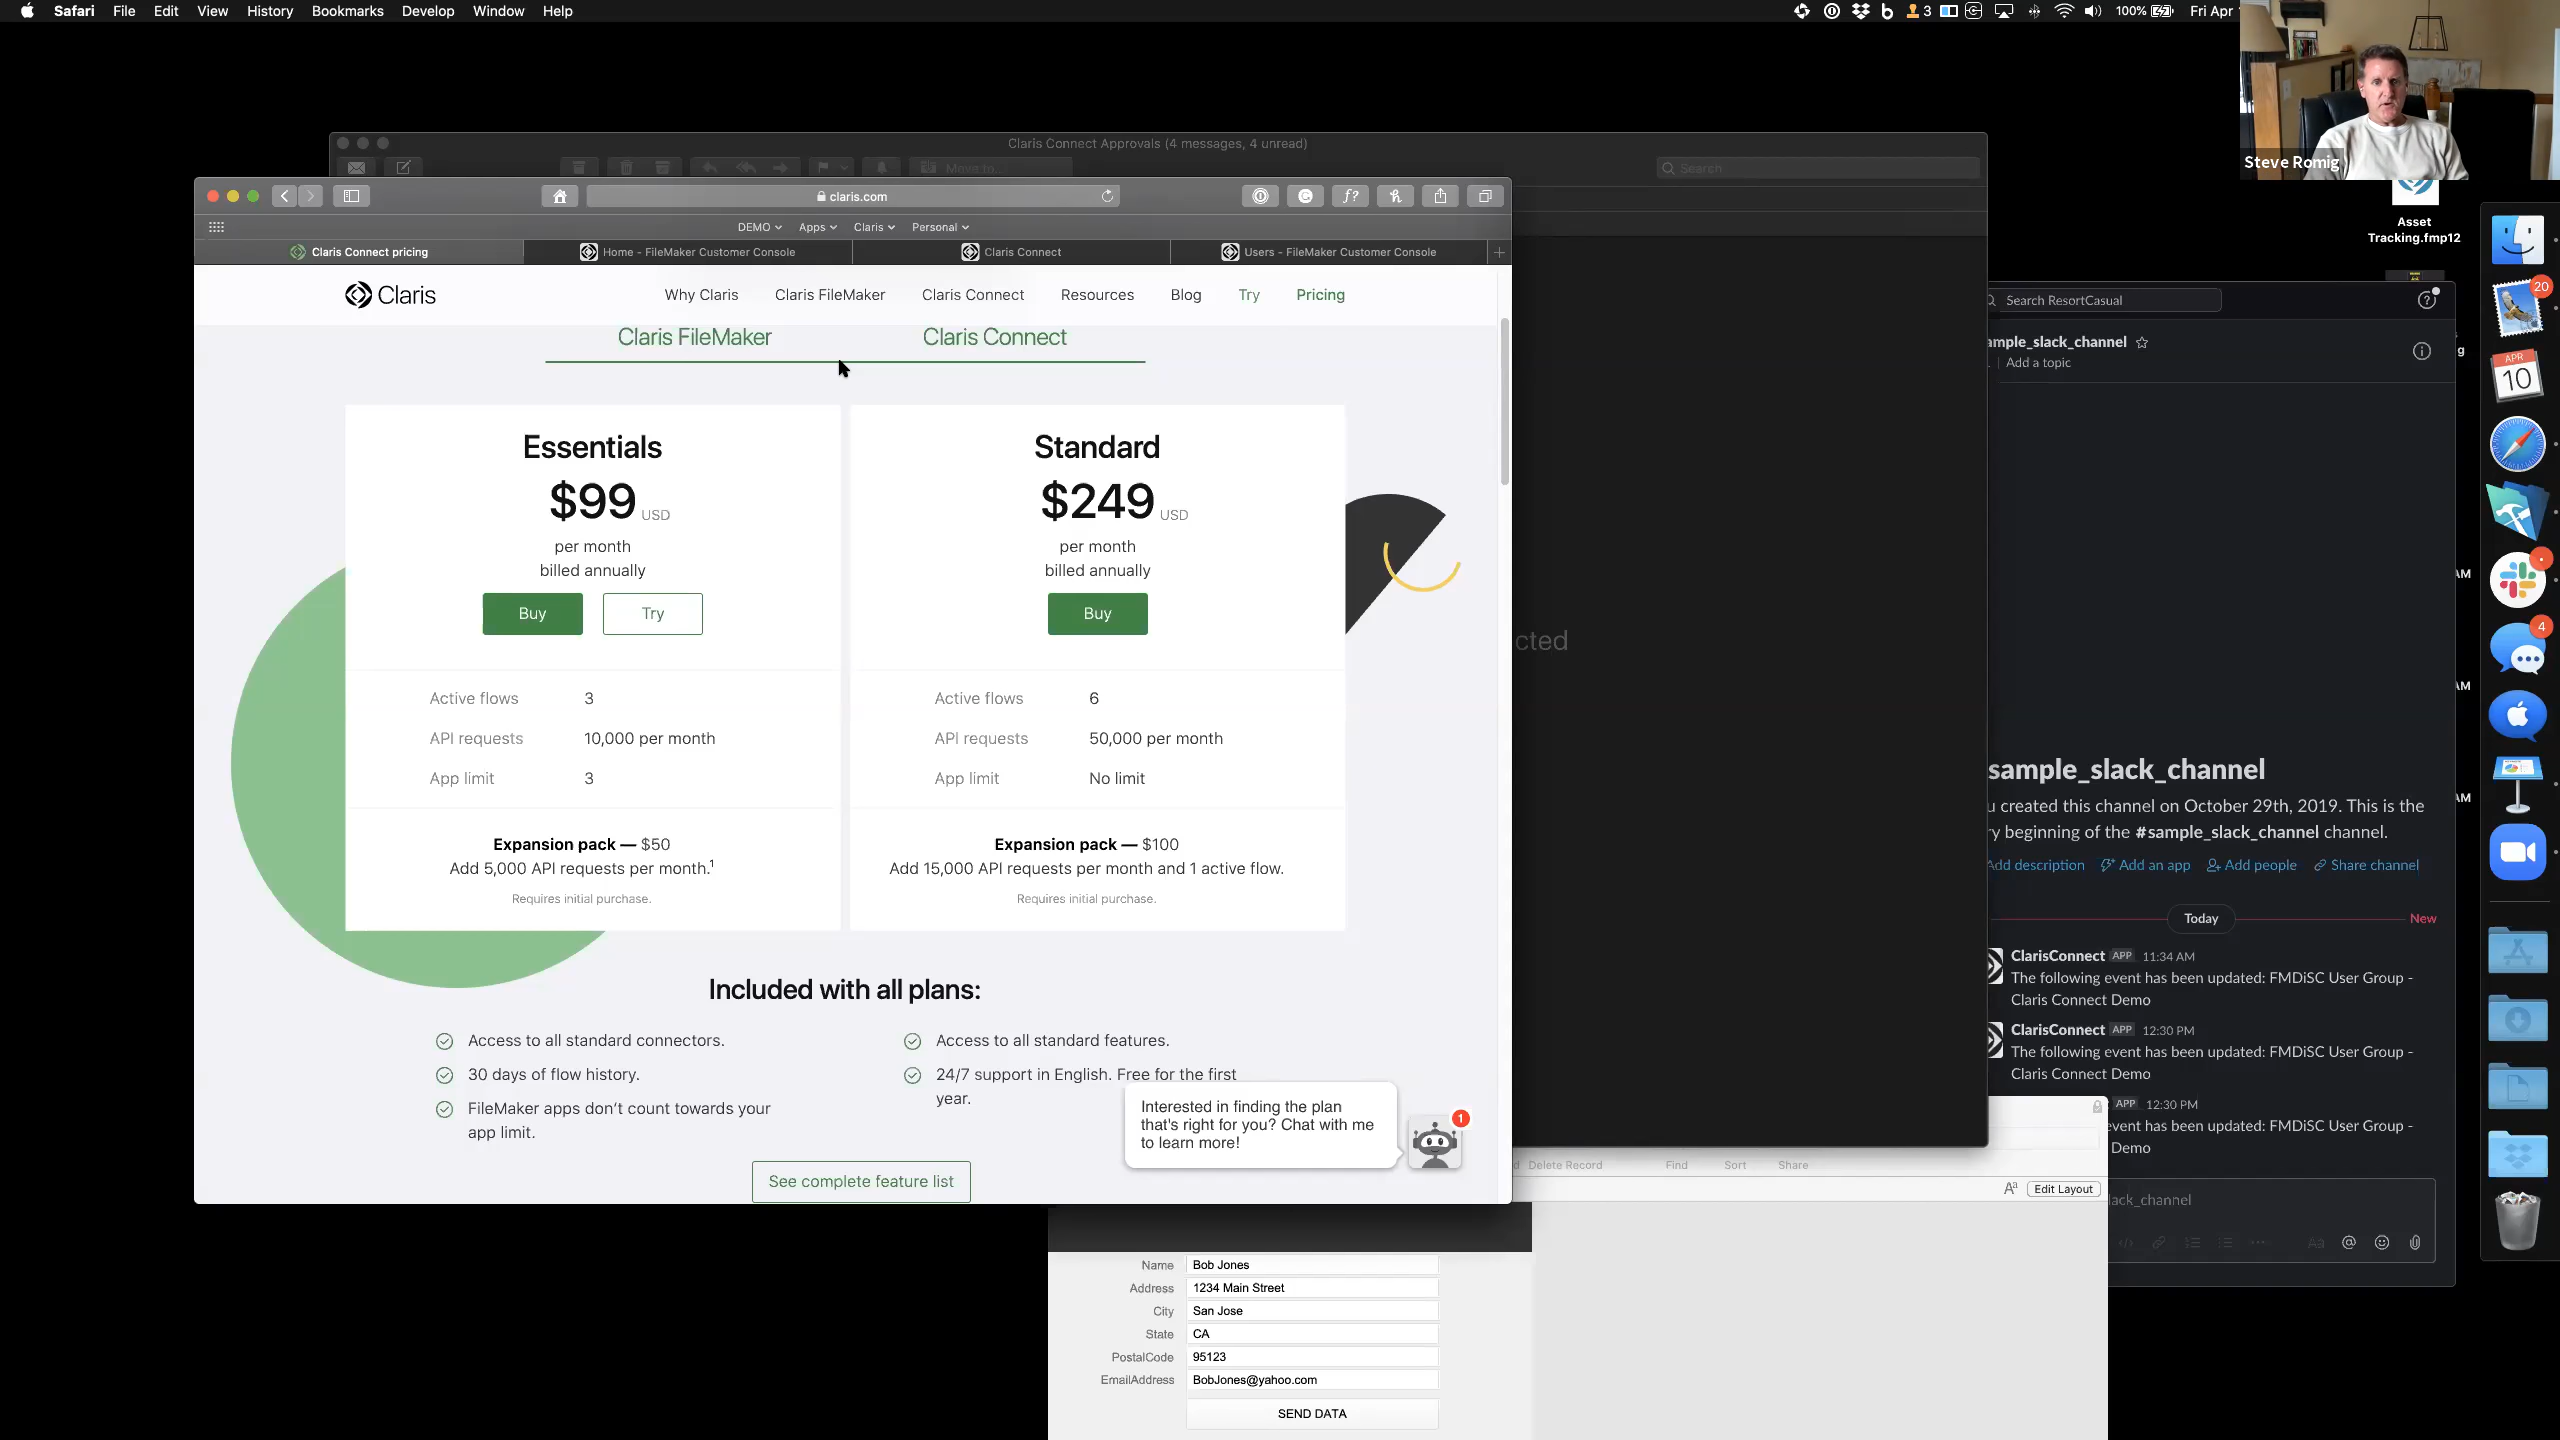 Safari File Edit View History Bookmarks Develop Window Help
3 100% Fri Apr
Steve Romig
Asset
Tracking.fmp12
Claris Connect Approvals (4 messages, 4 unread)
Move to...
Search
claris.com
DEMO Apps Claris Personal
Claris Connect pricing
Home - FileMaker Customer Console
Claris Connect
Users - FileMaker Customer Console
Claris
Why Claris Claris FileMaker Claris Connect Resources Blog Try Pricing
Claris FileMaker Claris Connect
Essentials
$99 USD
per month
billed annually
Buy Try
Active flows 3
API requests 10,000 per month
App limit 3
Expansion pack — $50
Add 5,000 API requests per month.1
Requires initial purchase.
Standard
$249 USD
per month
billed annually
Buy
Active flows 6
API requests 50,000 per month
App limit No limit
Expansion pack — $100
Add 15,000 API requests per month and 1 active flow.
Requires initial purchase.
Included with all plans:
Access to all standard connectors.
30 days of flow history.
FileMaker apps don't count towards your
app limit.
Access to all standard features.
24/7 support in English. Free for the first
year.
See complete feature list
Interested in finding the plan
that's right for you? Chat with me
to learn more!
1
cted
Search ResortCasual
ample_slack_channel
Add a topic
sample_slack_channel
u created this channel on October 29th, 2019. This is the
ry beginning of the #sample_slack_channel channel.
Add description Add an app Add people Share channel
Today New
ClarisConnect APP 11:34 AM
The following event has been updated: FMDiSC User Group -
Claris Connect Demo
ClarisConnect APP 12:30 PM
The following event has been updated: FMDiSC User Group -
Claris Connect Demo
APP 12:30 PM
event has been updated: FMDiSC User Group -
Demo
lack_channel
d Delete Record Find Sort Share
Edit Layout
Name Bob Jones
Address 1234 Main Street
City San Jose
State CA
PostalCode 95123
EmailAddress BobJones@yahoo.com
SEND DATA
g
AM
AM
AM
20
APR
10
4